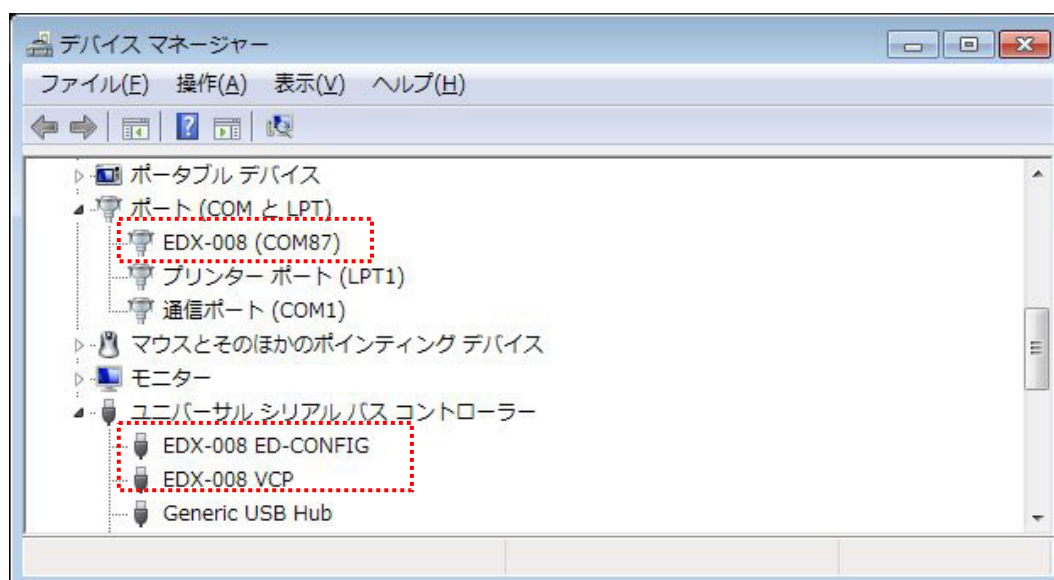 デバイス マネージャー
ファイル(F) 操作(A) 表示(V) ヘルプ(H)
ポータブル デバイス
ポート (COM と LPT)
EDX-008 (COM87)
プリンター ポート (LPT1)
通信ポート (COM1)
マウスとそのほかのポインティング デバイス
モニター
ユニバーサル シリアル バス コントローラー
EDX-008 ED-CONFIG
EDX-008 VCP
Generic USB Hub